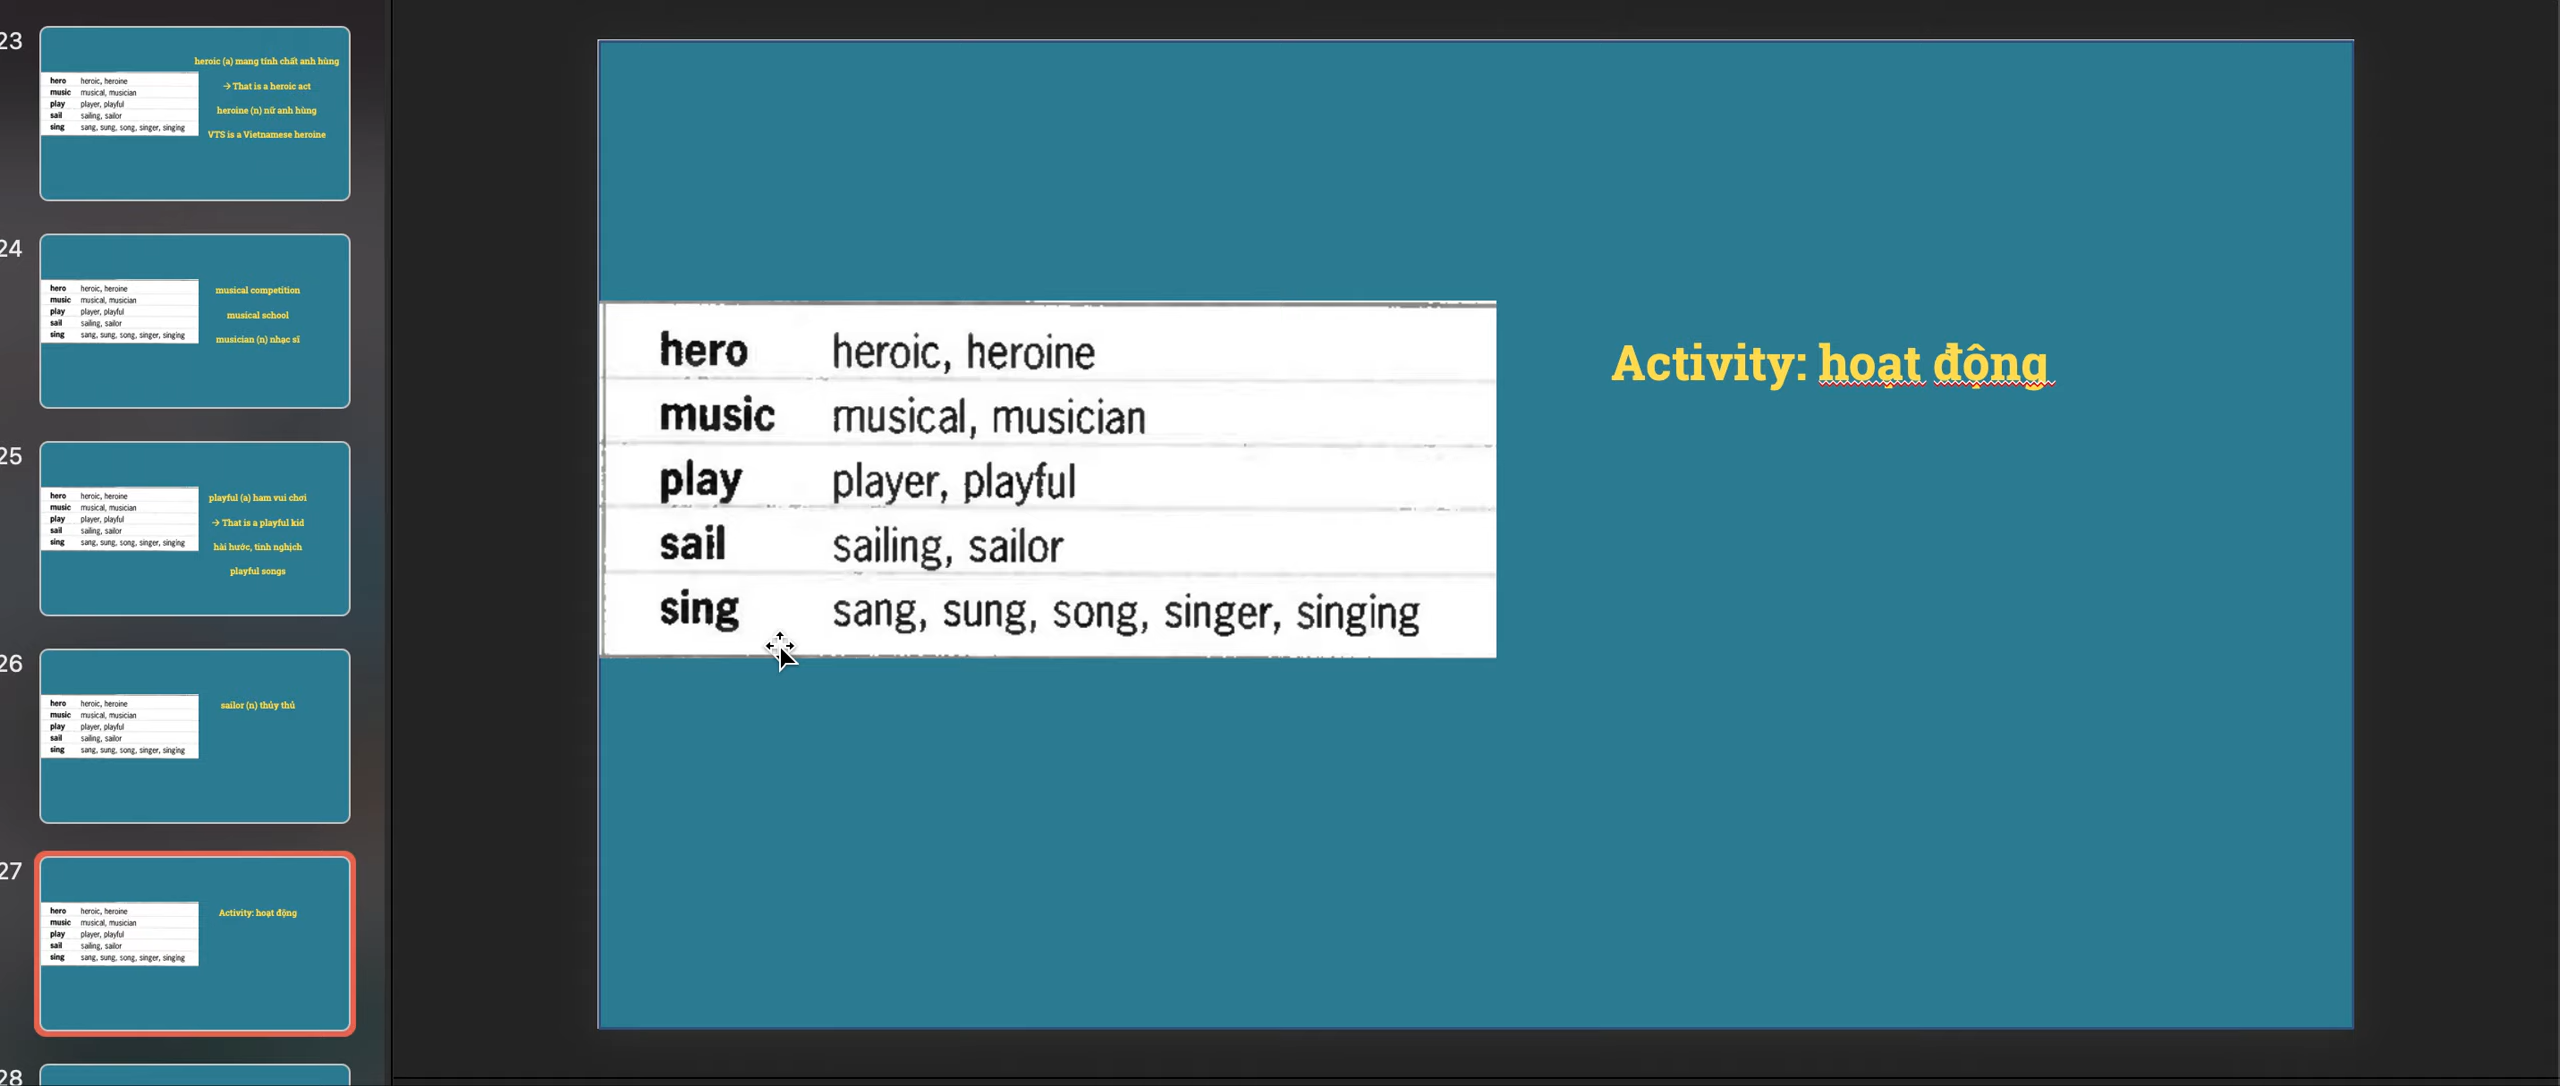 23
heroic (a) mang tính chất anh hùng
→ That is a heroic act
heroine (n) nữ anh hùng
VTS is a Vietnamese heroine
hero heroic, heroine
music musical, musician
play player, playful
sail sailing, sailor
sing sang, sung, song, singer, singing
24
musical competition
musical school
musician (n) nhạc sĩ
hero heroic, heroine
music musical, musician
play player, playful
sail sailing, sailor
sing sang, sung, song, singer, singing
25
playful (a) ham vui chơi
→ That is a playful kid
hài hước, tinh nghịch
playful songs
hero heroic, heroine
music musical, musician
play player, playful
sail sailing, sailor
sing sang, sung, song, singer, singing
26
sailor (n) thủy thủ
hero heroic, heroine
music musical, musician
play player, playful
sail sailing, sailor
sing sang, sung, song, singer, singing
27
Activity: hoạt động
hero heroic, heroine
music musical, musician
play player, playful
sail sailing, sailor
sing sang, sung, song, singer, singing
28
hero heroic, heroine
music musical, musician
play player, playful
sail sailing, sailor
sing sang, sung, song, singer, singing
Activity: hoạt động